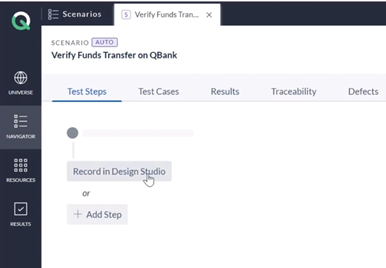 Scenarios
S Verify Funds Tran... ×
SCENARIO AUTO
Verify Funds Transfer on QBank
UNIVERSE
NAVIGATOR
RESOURCES
RESULTS
Test Steps Test Cases Results Traceability Defects
Record in Design Studio
or
+ Add Step